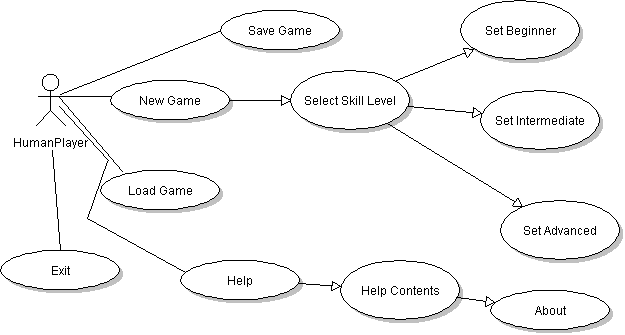 Save Game
Set Beginner
New Game
Select Skill Level
Set Intermediate
HumanPlayer
Load Game
Set Advanced
Exit
Help
Help Contents
About